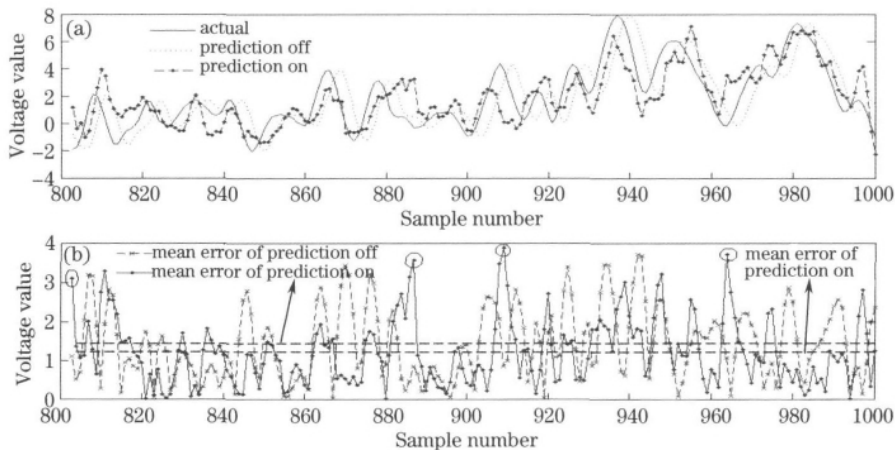 (a)
actual
prediction off
prediction on
Voltage value
8
6
4
2
0
−2
−4
800
820
840
860
880
900
920
940
960
980
1000
Sample number
(b)
mean error of prediction off
mean error of prediction on
mean error of
prediction on
Voltage value
4
3
2
1
0
800
820
840
860
880
900
920
940
960
980
1000
Sample number